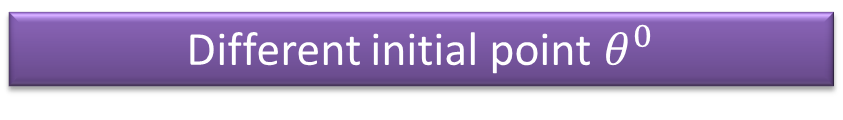 Different initial point θ⁰